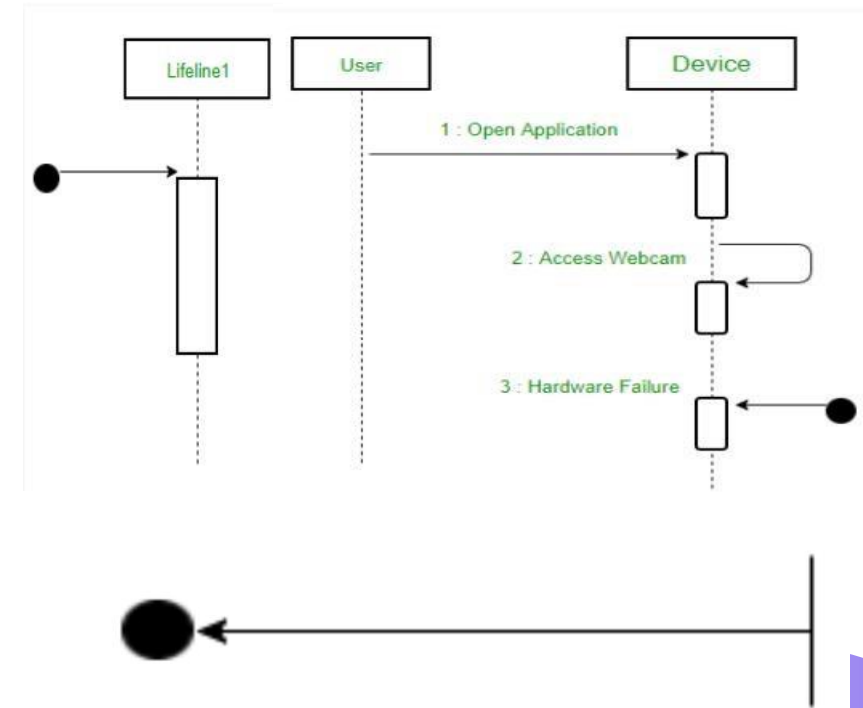 Lifeline1
User
Device
1 : Open Application
2 : Access Webcam
3 : Hardware Failure